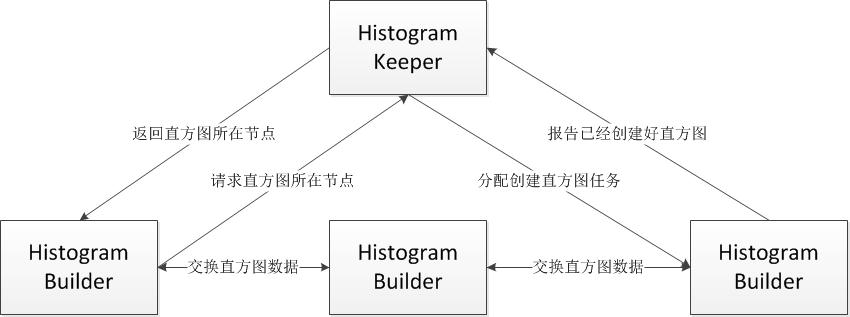 Histogram
Keeper
返回直方图所在节点
报告已经创建好直方图
请求直方图所在节点
分配创建直方图任务
Histogram
Builder
交换直方图数据
Histogram
Builder
交换直方图数据
Histogram
Builder